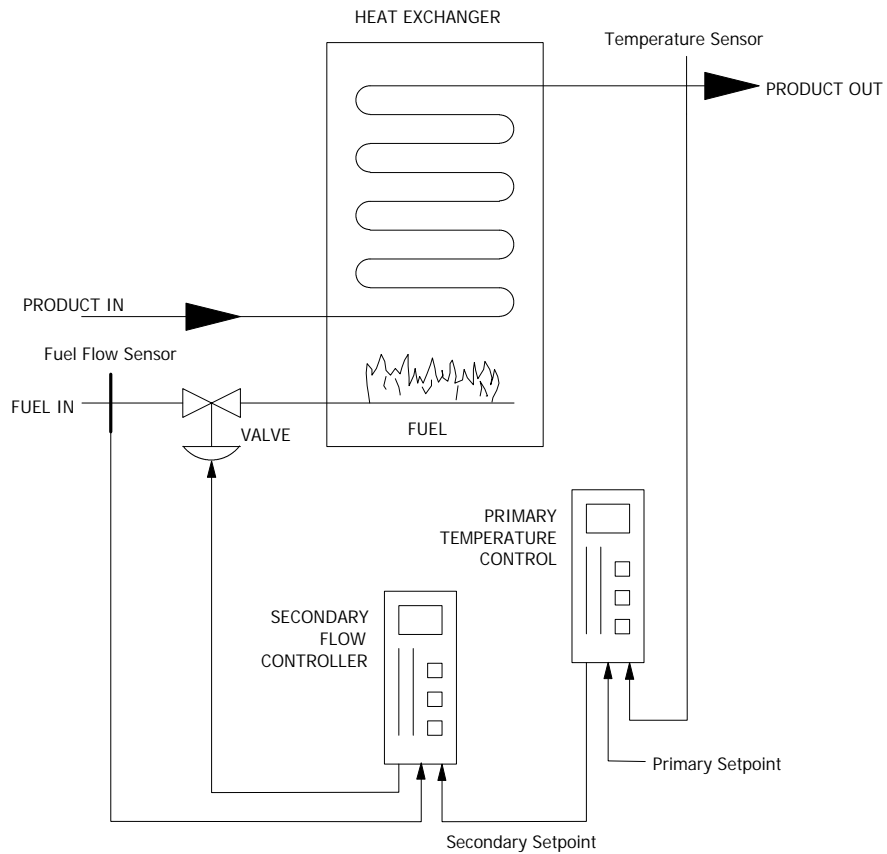 HEAT EXCHANGER
Temperature Sensor
PRODUCT OUT
PRODUCT IN
Fuel Flow Sensor
FUEL IN
VALVE
FUEL
PRIMARY
TEMPERATURE
CONTROL
SECONDARY
FLOW
CONTROLLER
Primary Setpoint
Secondary Setpoint